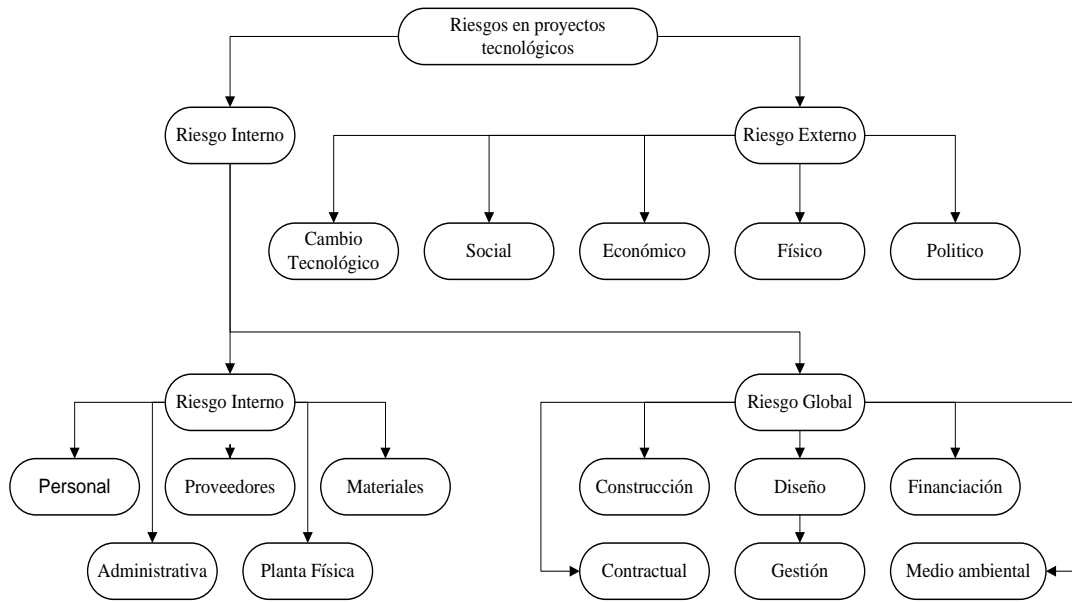 Riesgos en proyectos
tecnológicos
Riesgo Interno
Riesgo Externo
Cambio
Tecnológico
Social
Económico
Físico
Politico
Riesgo Interno
Riesgo Global
Personal
Proveedores
Materiales
Construcción
Diseño
Financiación
Administrativa
Planta Física
Contractual
Gestión
Medio ambiental